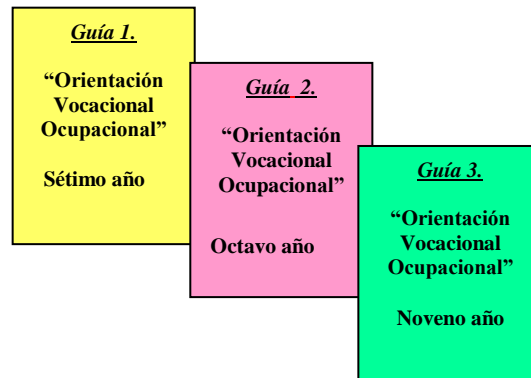 Guía 1.
“Orientación
Vocacional
Ocupacional”
Sétimo año
Guía 2.
“Orientación
Vocacional
Ocupacional”
Octavo año
Guía 3.
“Orientación
Vocacional
Ocupacional”
Noveno año